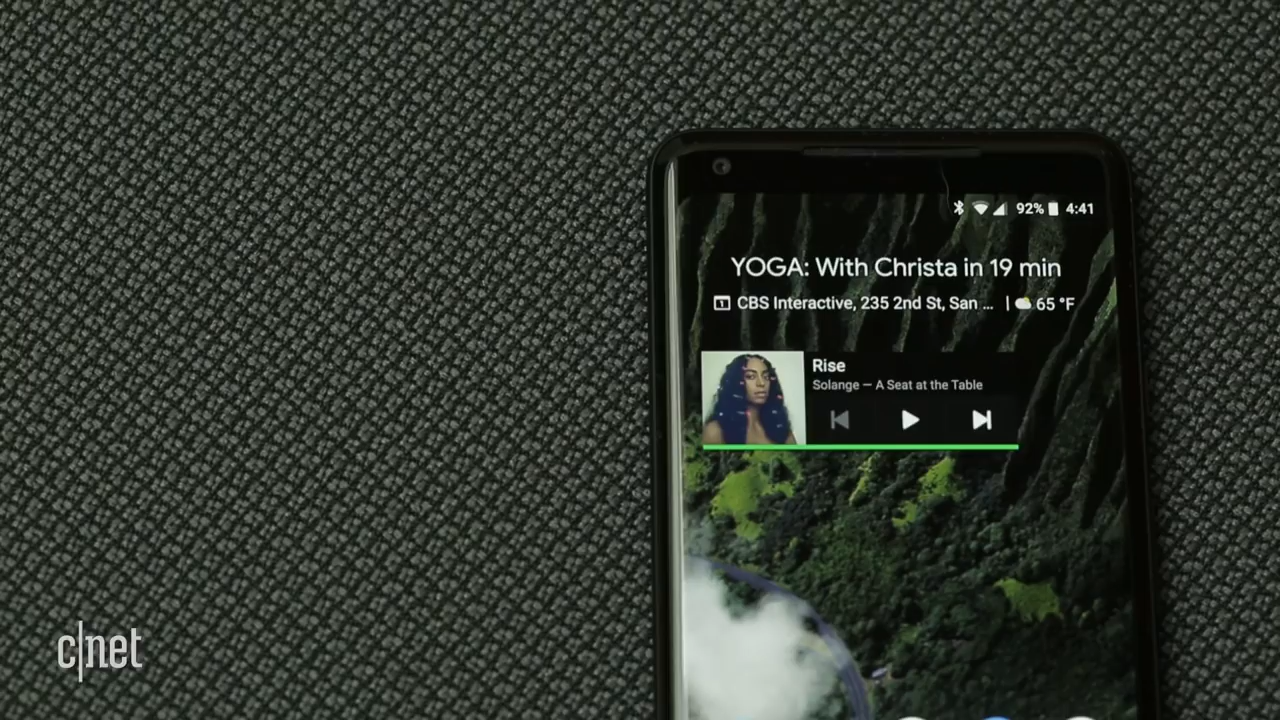 92% 4:41
YOGA: With Christa in 19 min
CBS Interactive, 235 2nd St, San ... | 65 °F
Rise
Solange — A Seat at the Table
c|net